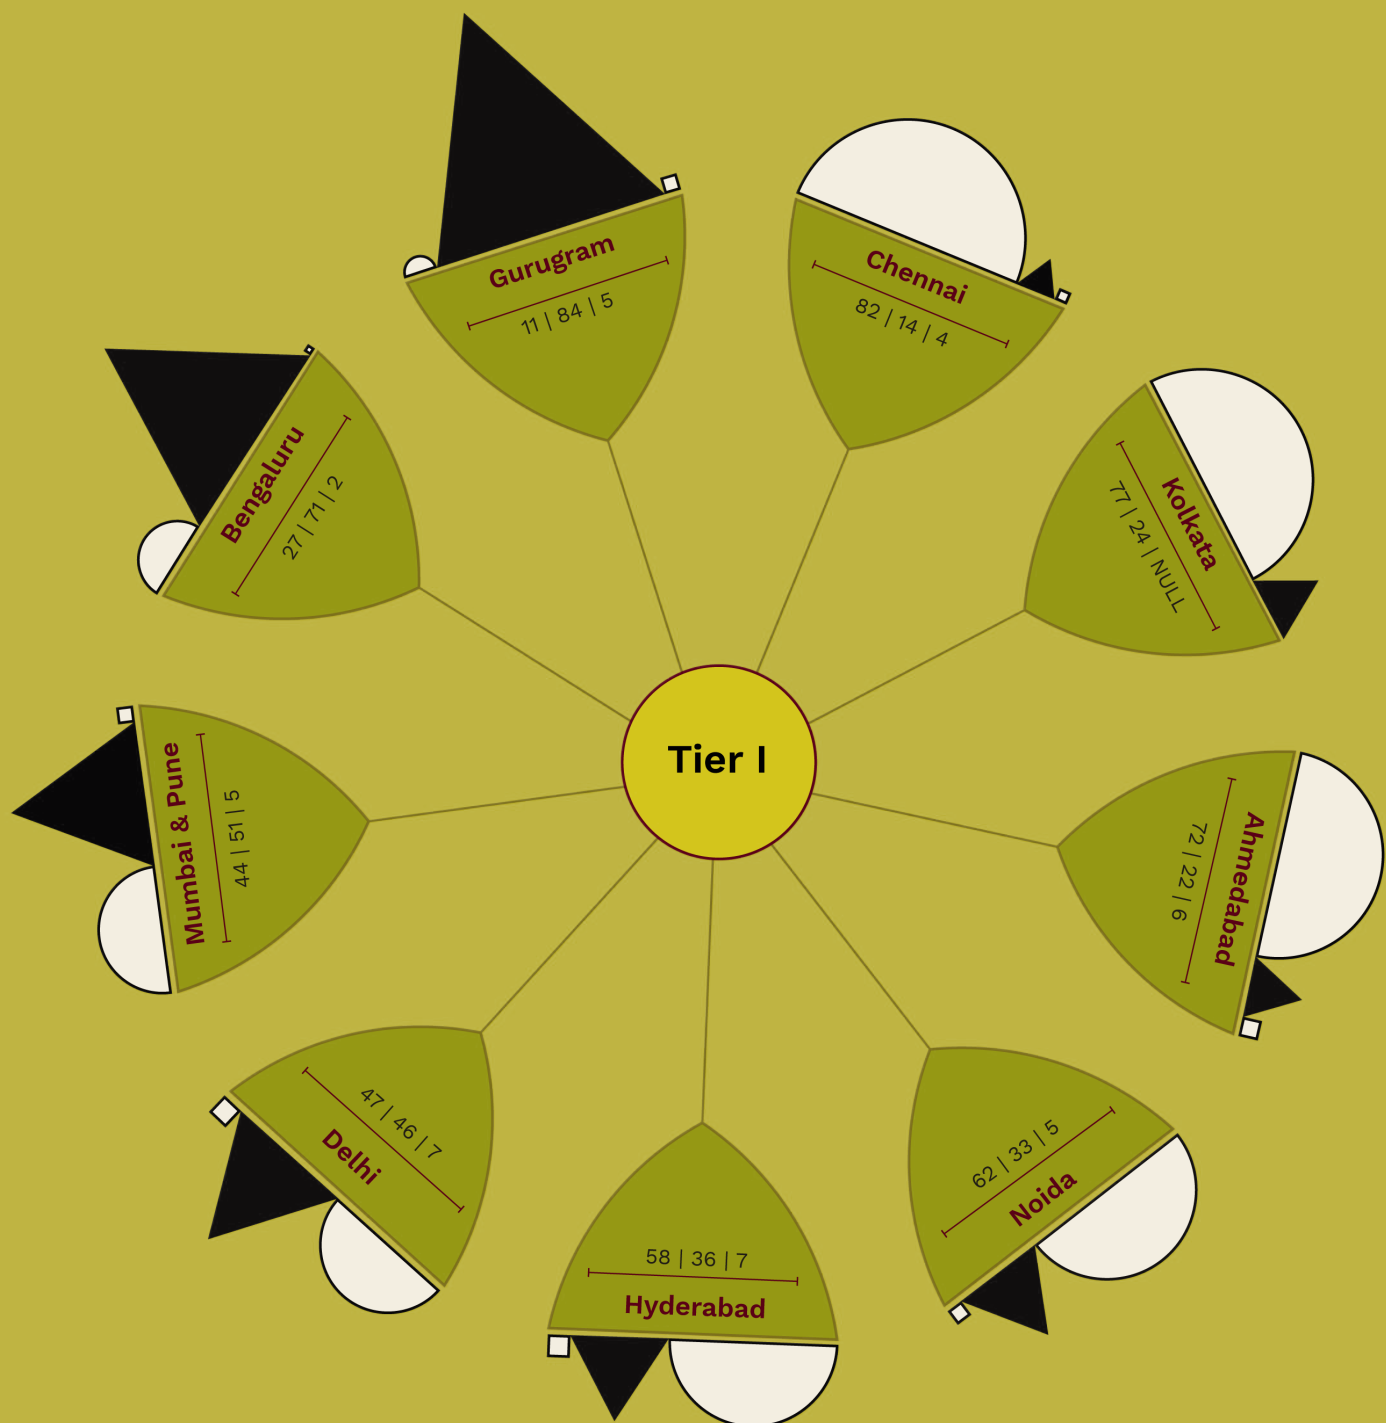 Gurugram
11 | 84 | 5
Chennai
82 | 14 | 4
Kolkata
77 | 24 | NULL
Bengaluru
27 | 71 | 2
Tier I
Mumbai & Pune
44 | 51 | 5
Ahmedabad
72 | 22 | 6
Delhi
47 | 46 | 7
62 | 33 | 5
Noida
58 | 36 | 7
Hyderabad